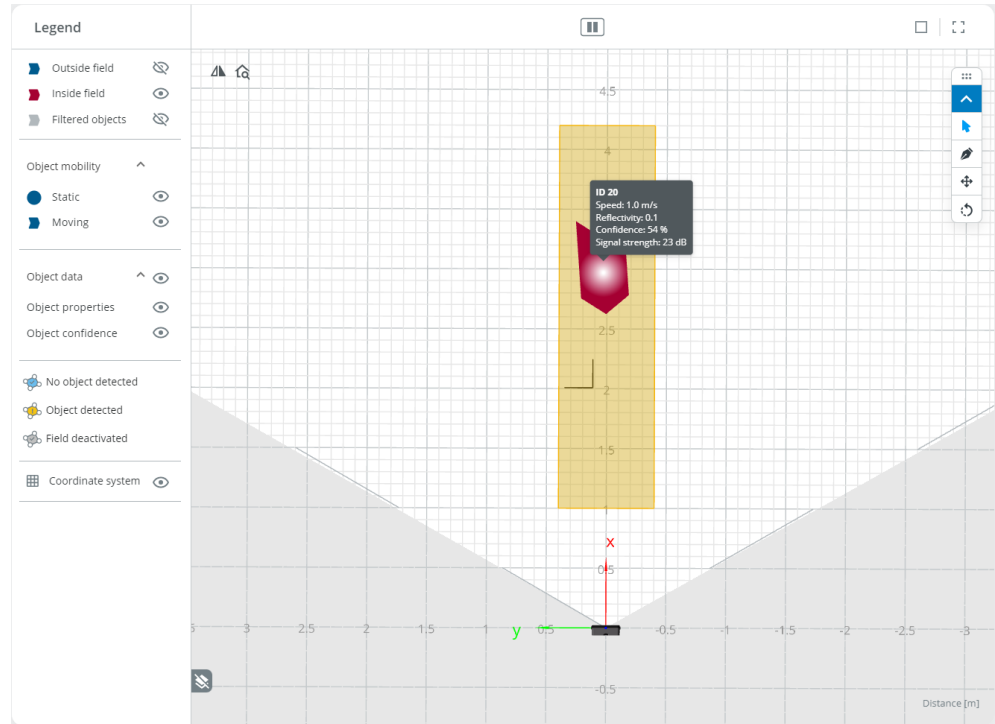 Legend
Outside field
Inside field
Filtered objects
Object mobility
Static
Moving
Object data
Object properties
Object confidence
No object detected
Object detected
Field deactivated
Coordinate system
4.5
4
ID 20
Speed: 1.0 m/s
Reflectivity: 0.1
Confidence: 54 %
Signal strength: 23 dB
2.5
2
1.5
1
x
0.5
y
5 3 2.5 2 1.5 1 0.5 -0.5 -1 -1.5 -2 -2.5 -3
-0.5
Distance [m]